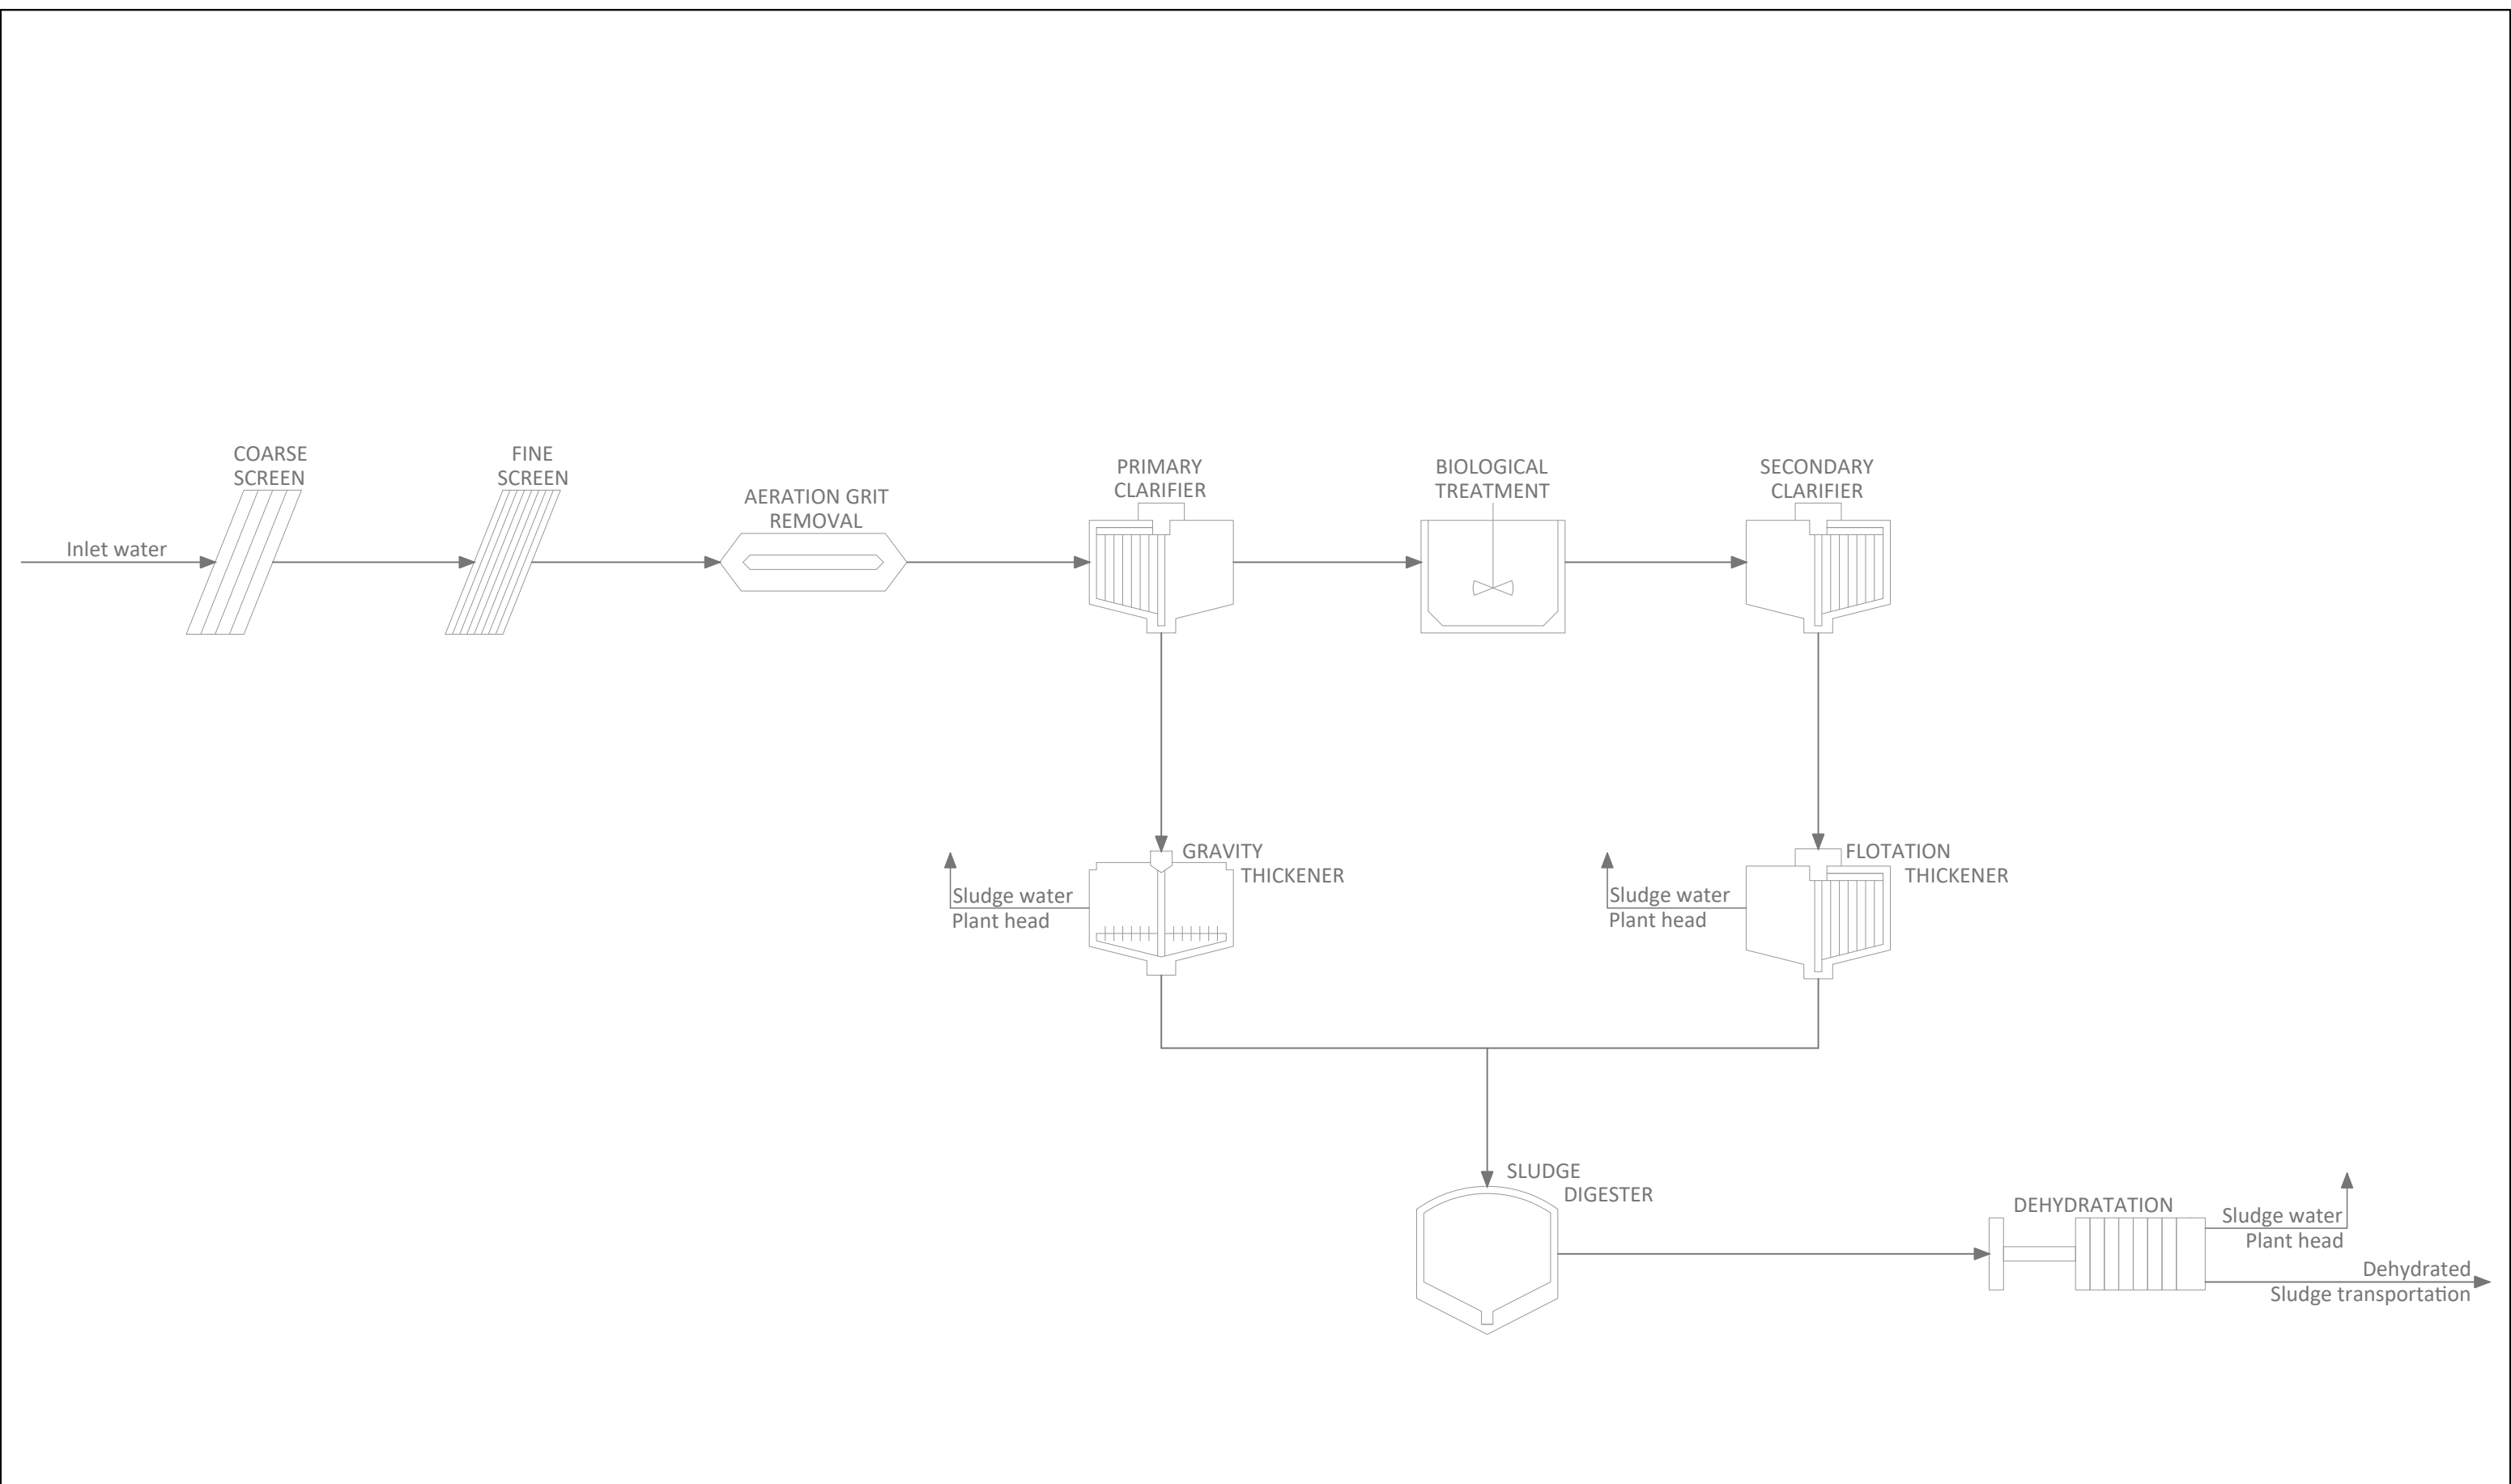 COARSE
SCREEN
FINE
SCREEN
AERATION GRIT
REMOVAL
PRIMARY
CLARIFIER
BIOLOGICAL
TREATMENT
SECONDARY
CLARIFIER
Inlet water
GRAVITY
THICKENER
Sludge water
Plant head
FLOTATION
THICKENER
Sludge water
Plant head
SLUDGE
DIGESTER
DEHYDRATATION
Sludge water
Plant head
Dehydrated
Sludge transportation